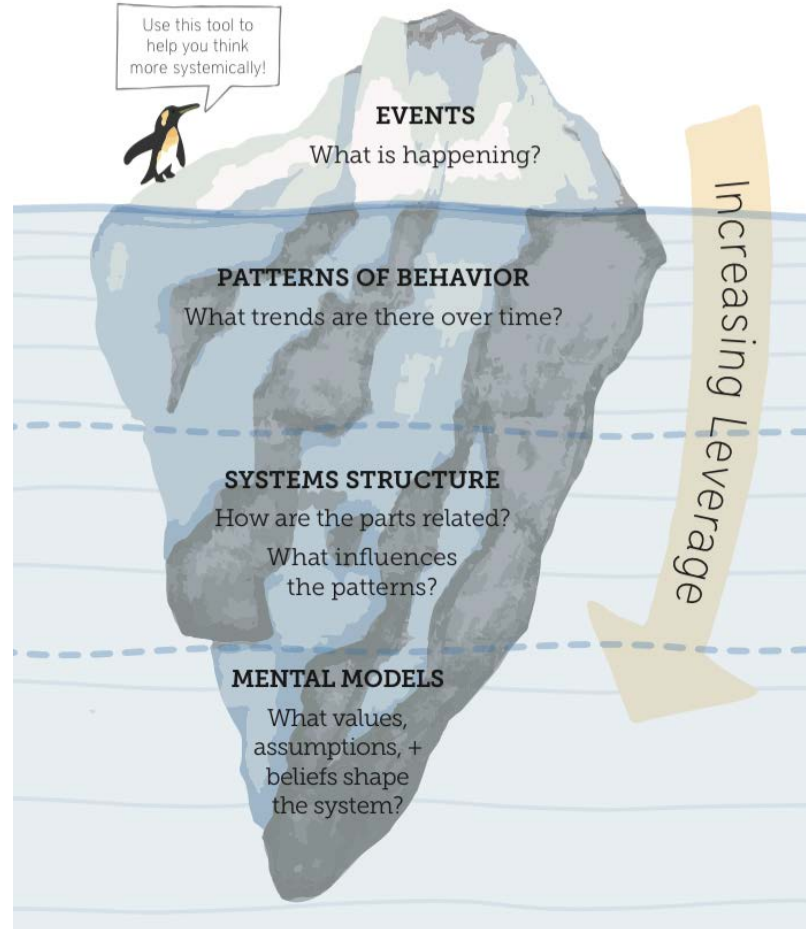 Use this tool to
help you think
more systemically!
EVENTS
What is happening?
PATTERNS OF BEHAVIOR
What trends are there over time?
SYSTEMS STRUCTURE
How are the parts related?
What influences
the patterns?
MENTAL MODELS
What values,
assumptions, +
beliefs shape
the system?
Increasing Leverage